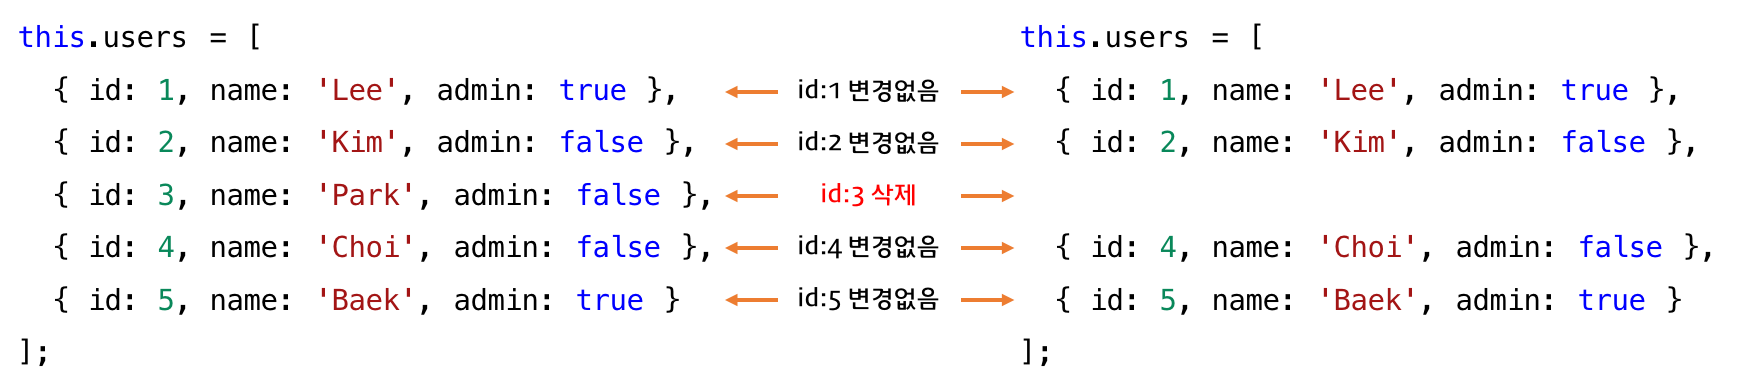 this.users = [
{ id: 1, name: 'Lee', admin: true },
{ id: 2, name: 'Kim', admin: false },
{ id: 3, name: 'Park', admin: false },
{ id: 4, name: 'Choi', admin: false },
{ id: 5, name: 'Baek', admin: true }
];
id:1 변경없음
id:2 변경없음
id:3 삭제
id:4 변경없음
id:5 변경없음
this.users = [
{ id: 1, name: 'Lee', admin: true },
{ id: 2, name: 'Kim', admin: false },
{ id: 4, name: 'Choi', admin: false },
{ id: 5, name: 'Baek', admin: true }
];